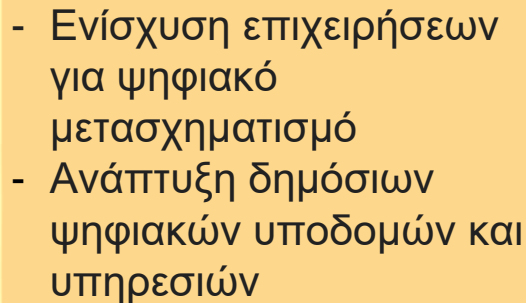 - Ενίσχυση επιχειρήσεων
για ψηφιακό
μετασχηματισμό
- Ανάπτυξη δημόσιων
ψηφιακών υποδομών και
υπηρεσιών